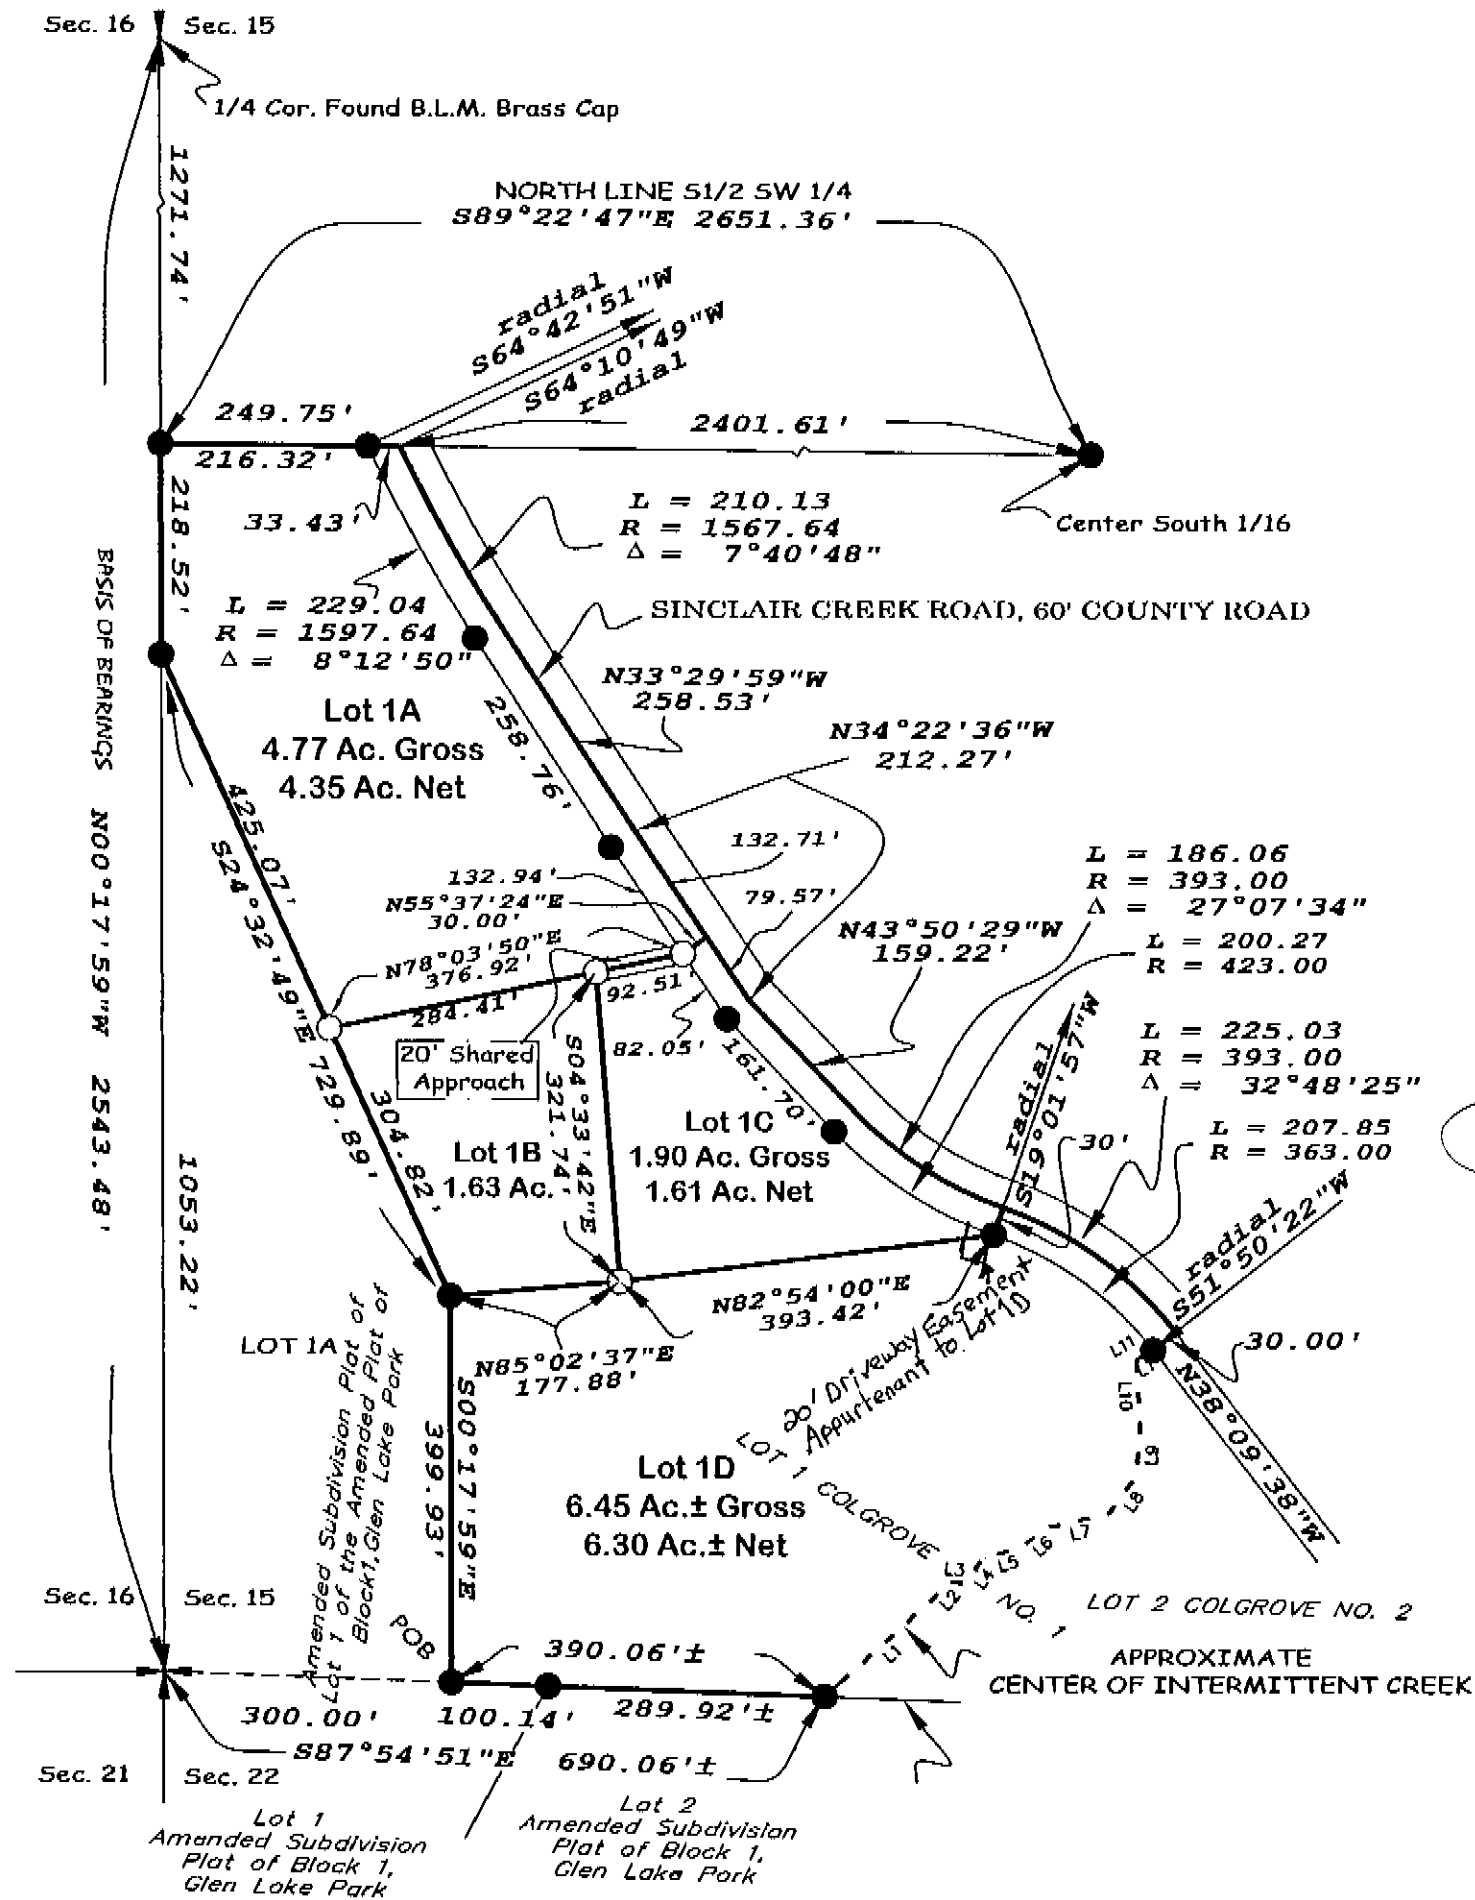 Sec. 16
Sec. 15
1/4 Cor. Found B.L.M. Brass Cap
1271.74'
NORTH LINE S1/2 SW 1/4
S89°22'47"E 2651.36'
radial
S64°42'51"W
S64°10'49"W
radial
249.75'
2401.61'
216.32'
218.52'
33.43'
L = 210.13
R = 1567.64
Δ = 7°40'48"
Center South 1/16
L = 229.04
R = 1597.64
Δ = 8°12'50"
SINCLAIR CREEK ROAD, 60' COUNTY ROAD
BASIS OF BEARINGS N00°17'59"W 2543.48'
N33°29'59"W
258.53'
Lot 1A
4.77 Ac. Gross
4.35 Ac. Net
258.76'
N34°22'36"W
212.27'
425.07'
S24°32'49"E 729.89'
132.71'
132.94'
N55°37'24"E
30.00'
79.57'
L = 186.06
R = 393.00
Δ = 27°07'34"
N43°50'29"W
159.22'
L = 200.27
R = 423.00
N78°03'50"E
376.92'
284.41'
92.51'
20' Shared
Approach
82.05'
161.70'
S04°33'42"E
321.74'
radial
S19°01'57"W
L = 225.03
R = 393.00
Δ = 32°48'25"
304.82'
Lot 1B
1.63 Ac.
Lot 1C
1.90 Ac. Gross
1.61 Ac. Net
30'
L = 207.85
R = 363.00
1053.22'
radial
S51°50'22"W
N82°54'00"E
393.42'
LOT 1A
Amended Subdivision Plat of
Lot 1 of the Amended Plat of
Block 1, Glen Lake Park
N85°02'37"E
177.88'
20' Driveway Easement
Appurtenant to Lot 1D
L11
30.00'
L10
N38°09'38"W
S00°17'59"E
399.93'
Lot 1D
6.45 Ac.± Gross
6.30 Ac.± Net
LOT 1 COLGROVE NO. 1
L9
L8
L7
L6
L5
L4
L3
L2
L1
LOT 2 COLGROVE NO. 2
APPROXIMATE
CENTER OF INTERMITTENT CREEK
Sec. 16
Sec. 15
POB
390.06'±
300.00'
100.14'
289.92'±
S87°54'51"E
690.06'±
Sec. 21
Sec. 22
Lot 1
Amended Subdivision
Plat of Block 1,
Glen Lake Park
Lot 2
Amended Subdivision
Plat of Block 1,
Glen Lake Park